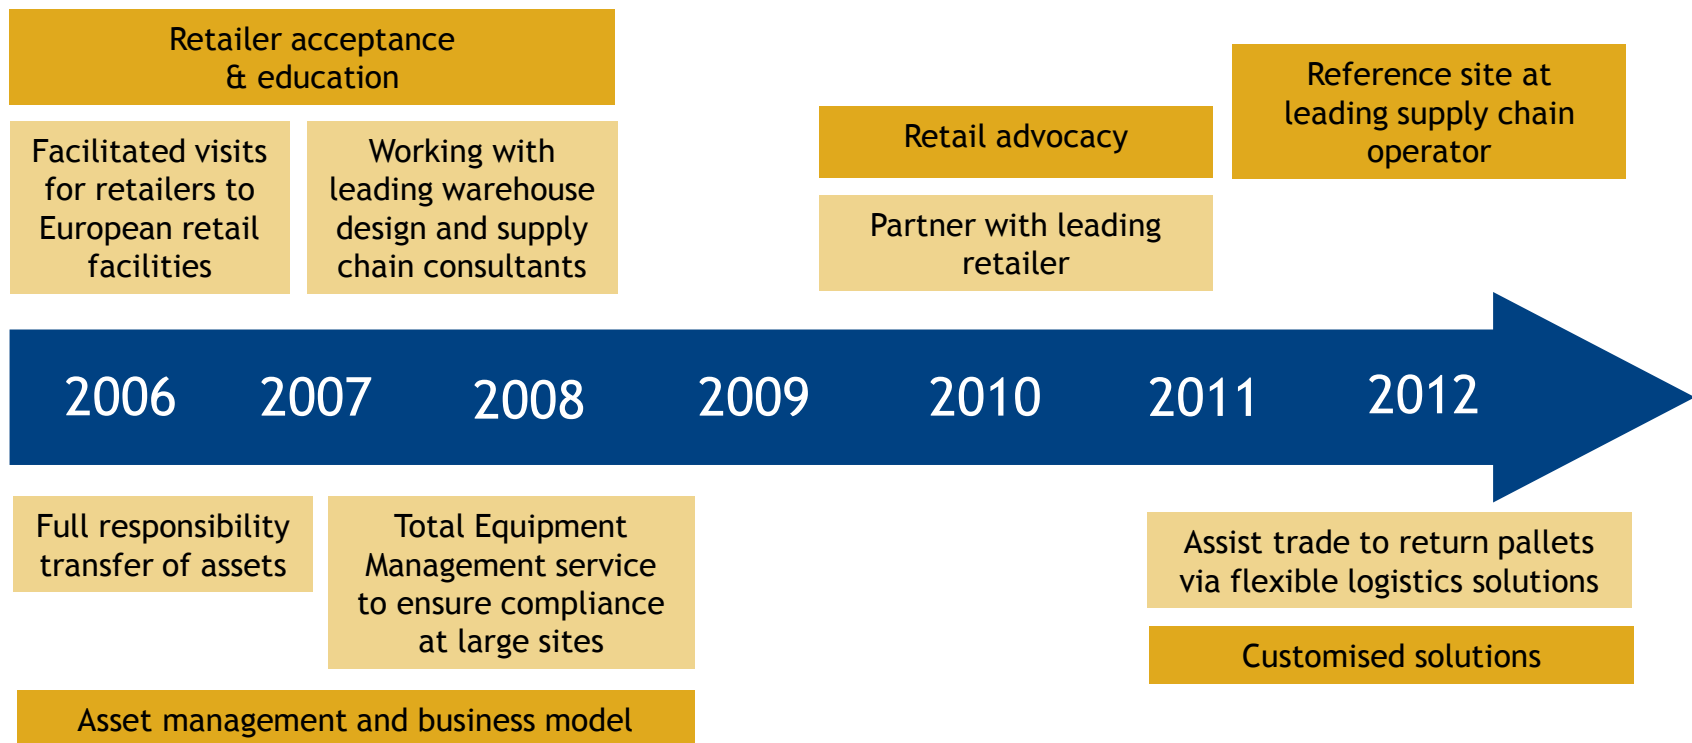 Retailer acceptance
& education
Facilitated visits
for retailers to
European retail
facilities
Working with
leading warehouse
design and supply
chain consultants
Retail advocacy
Partner with leading
retailer
Reference site at
leading supply chain
operator
2006 2007 2008 2009 2010 2011 2012
Full responsibility
transfer of assets
Total Equipment
Management service
to ensure compliance
at large sites
Asset management and business model
Assist trade to return pallets
via flexible logistics solutions
Customised solutions